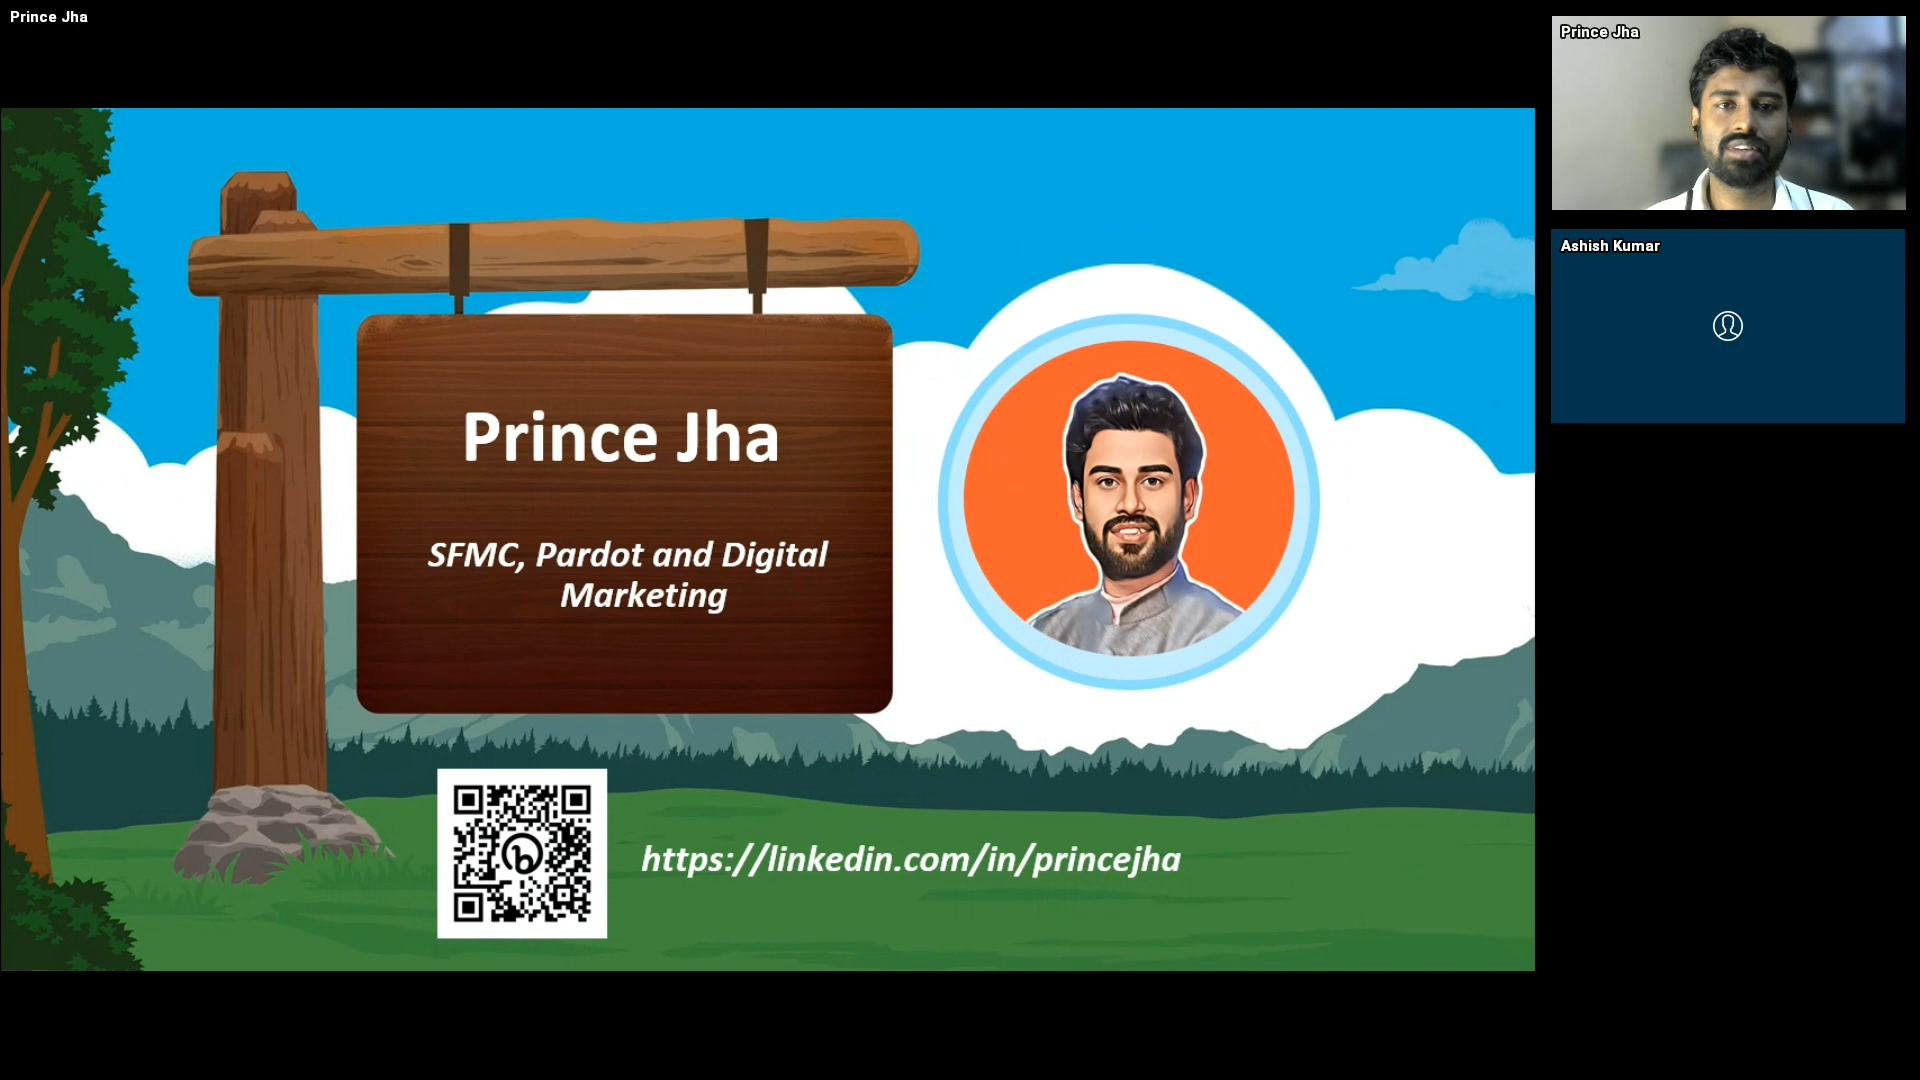 Prince Jha
Prince Jha
Ashish Kumar
Prince Jha
SFMC, Pardot and Digital
Marketing
b
https://linkedin.com/in/princejha